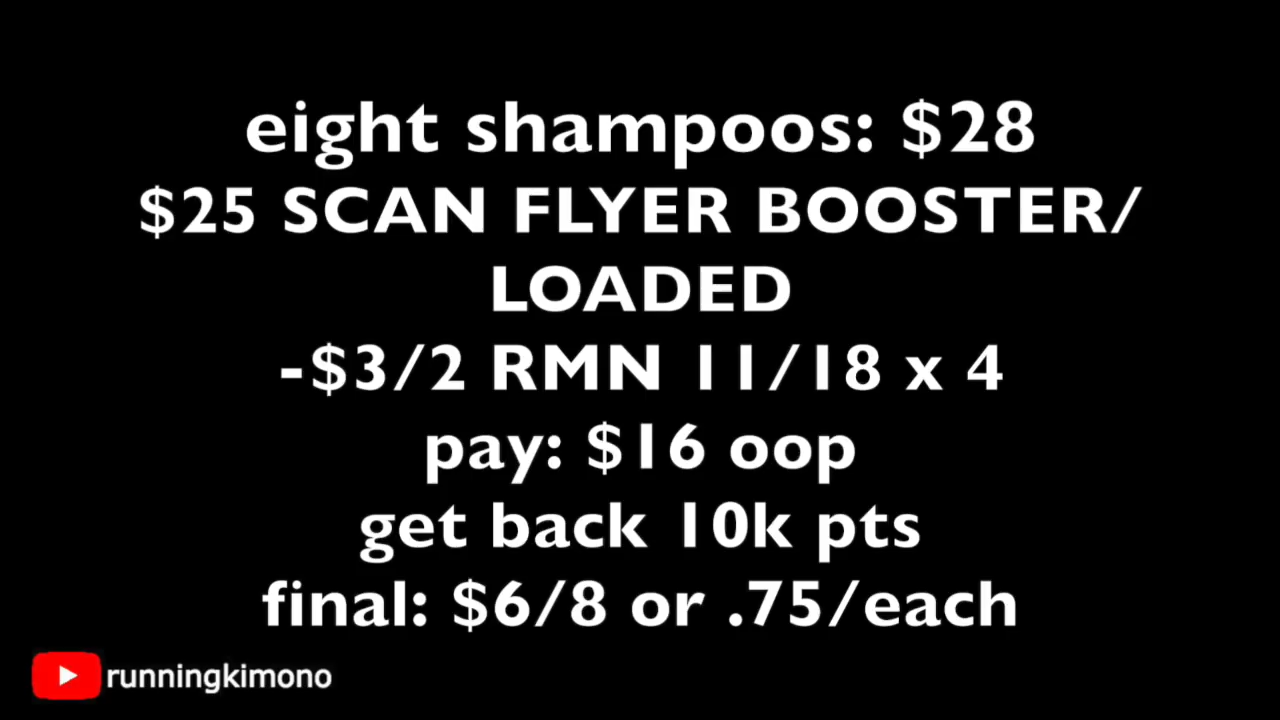 eight shampoos: $28
$25 SCAN FLYER BOOSTER/
LOADED
-$3/2 RMN 11/18 x 4
pay: $16 oop
get back 10k pts
final: $6/8 or .75/each
runningkimono